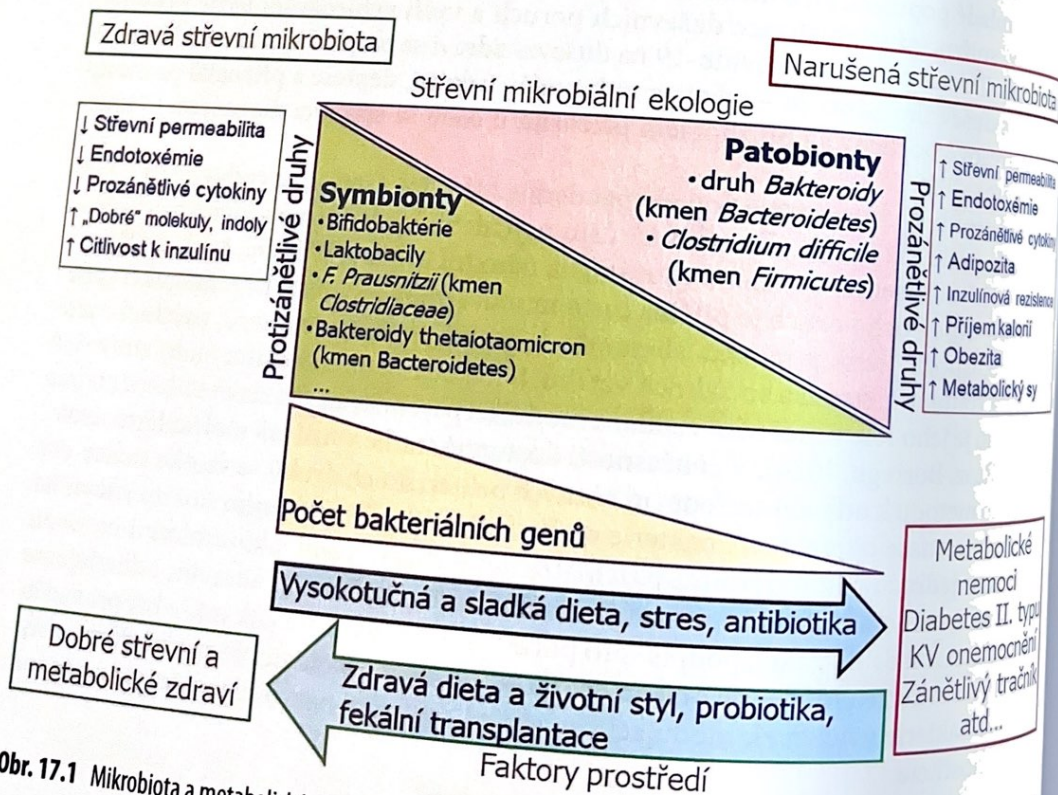 Zdravá střevní mikrobiota
Narušená střevní mikrobiota
Střevní mikrobiální ekologie
↓ Střevní permeabilita
↓ Endotoxémie
↓ Prozánětlivé cytokiny
↑ „Dobré" molekuly, indoly
↑ Citlivost k inzulínu
Protizánětlivé druhy
Symbionty
• Bifidobaktérie
• Laktobacily
• F. Prausnitzii (kmen
Clostridiaceae)
• Bakteroidy thetaiotaomicron
(kmen Bacteroidetes)
...
Patobionty
• druh Bakteroidy
(kmen Bacteroidetes)
• Clostridium difficile
(kmen Firmicutes)
Prozánětlivé druhy
↑ Střevní permeabilita
↑ Endotoxémie
↑ Prozánětlivé cytokiny
↑ Adipozita
↑ Inzulínová rezistence
↑ Příjem kalorií
↑ Obezita
↑ Metabolický sy
Počet bakteriálních genů
Vysokotučná a sladká dieta, stres, antibiotika
Zdravá dieta a životní styl, probiotika,
fekální transplantace
Faktory prostředí
Dobré střevní a
metabolické zdraví
Metabolické
nemoci
Diabetes II. typu
KV onemocnění
Zánětlivý tračník
atd...
Obr. 17.1 Mikrobiota a